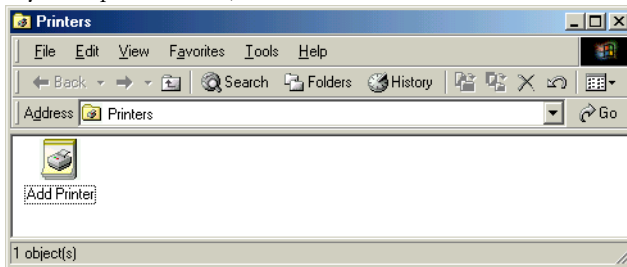 Printers
File Edit View Favorites Tools Help
Back Search Folders History
Address Printers Go
Add Printer
1 object(s)